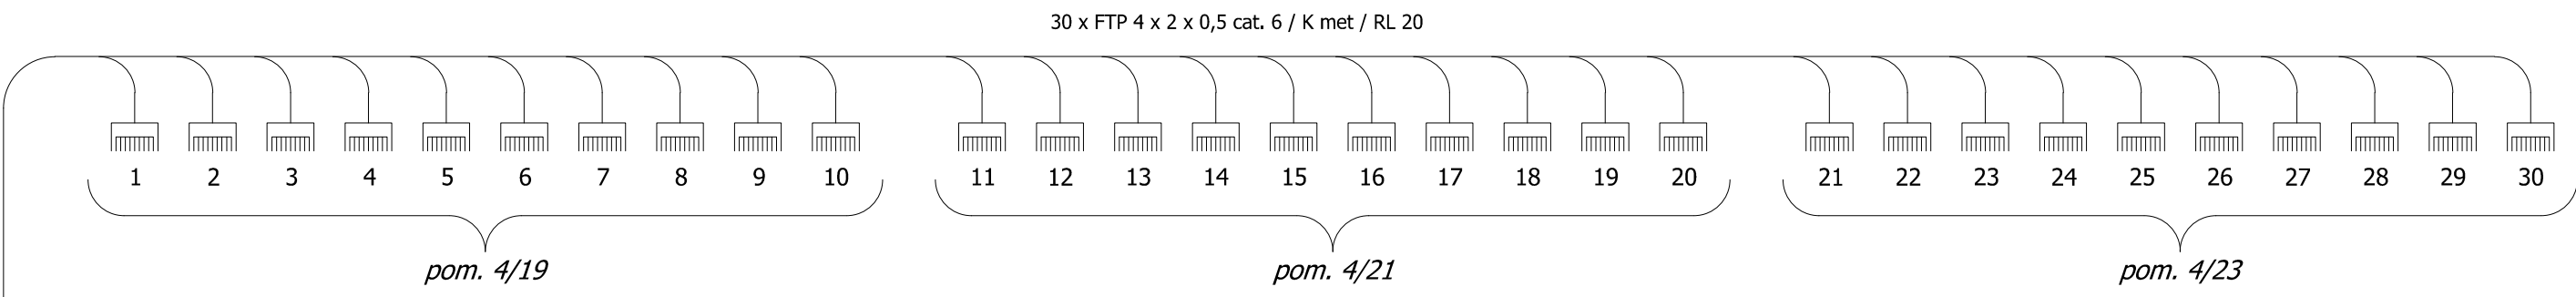 30 x FTP 4 x 2 x 0,5 cat. 6 / K met / RL 20
1 2 3 4 5 6 7 8 9 10 11 12 13 14 15 16 17 18 19 20 21 22 23 24 25 26 27 28 29 30
pom. 4/19 pom. 4/21 pom. 4/23